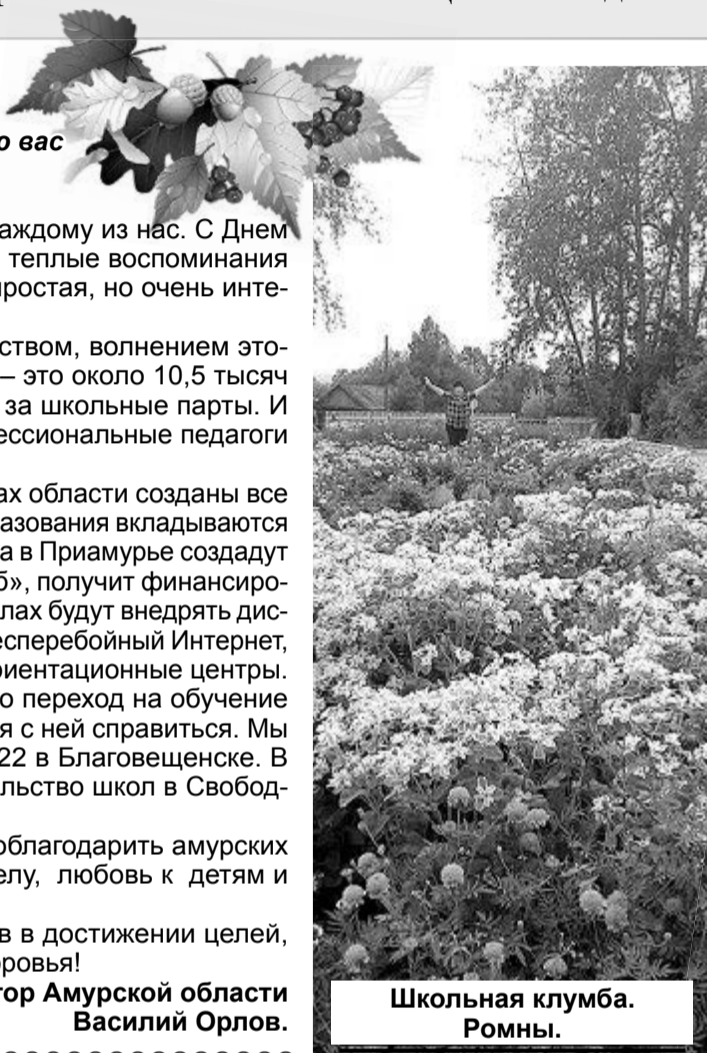 о вас
аждому из нас. С Днем
теплые воспоминания
простая, но очень инте-
ством, волнением это-
– это около 10,5 тысяч
за школьные парты. И
ессиональные педагоги
ах области созданы все
разования вкладываются
а в Приамурье создадут
б», получит финансиро-
лах будут внедрять дис-
есперебойный Интернет,
риентационные центры.
о переход на обучение
я с ней справиться. Мы
22 в Благовещенске. В
льство школ в Свобод-
облагодарить амурских
елу, любовь к детям и
в в достижении целей,
ровья!
тор Амурской области
Василий Орлов.
Школьная клумба.
Ромны.